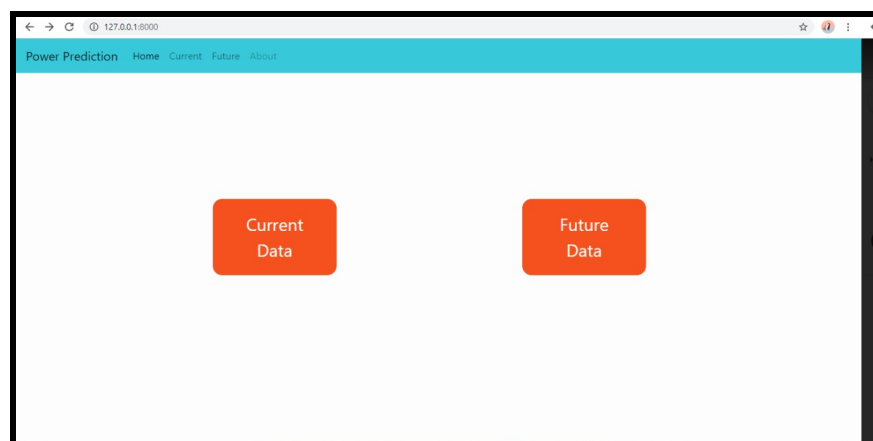 127.0.0.1:8000
Power Prediction Home Current Future About
Current
Data
Future
Data